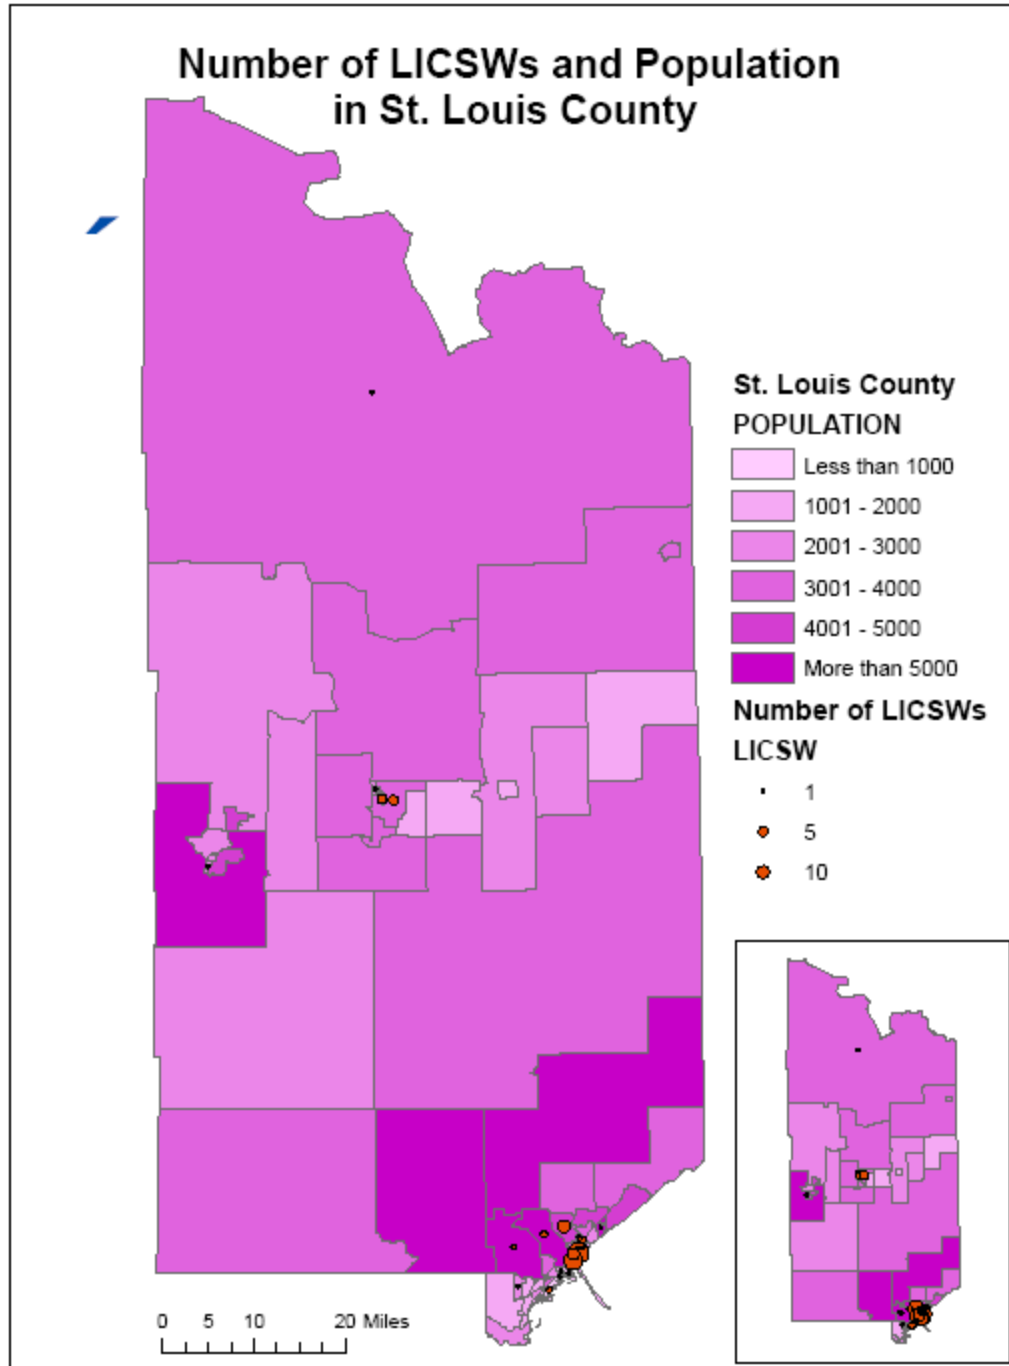 Number of LICSWs and Population
in St. Louis County
St. Louis County
POPULATION
Less than 1000
1001 - 2000
2001 - 3000
3001 - 4000
4001 - 5000
More than 5000
Number of LICSWs
LICSW
1
5
10
0 5 10 20 Miles